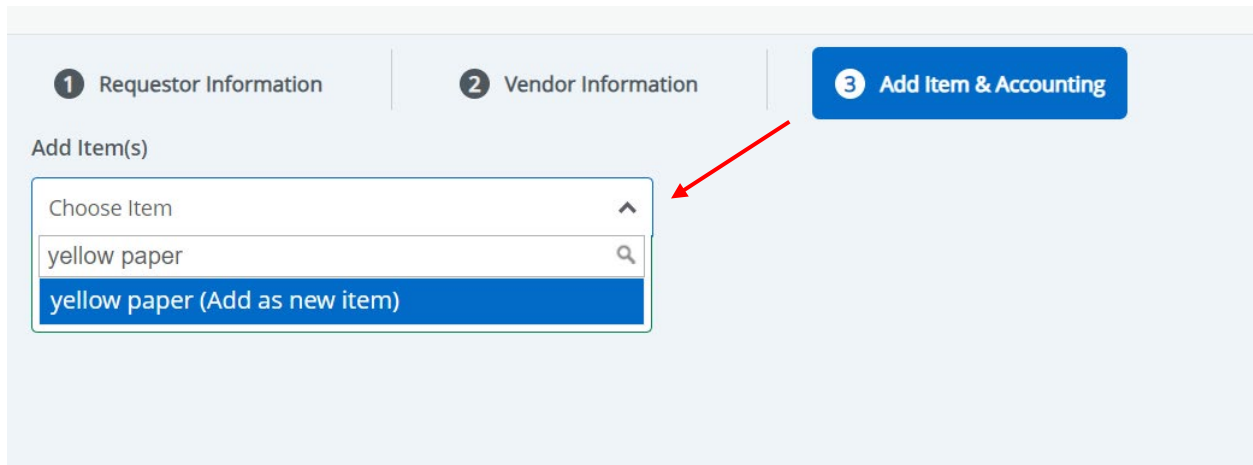 1 Requestor Information
2 Vendor Information
3 Add Item & Accounting
Add Item(s)
Choose Item
yellow paper
yellow paper (Add as new item)